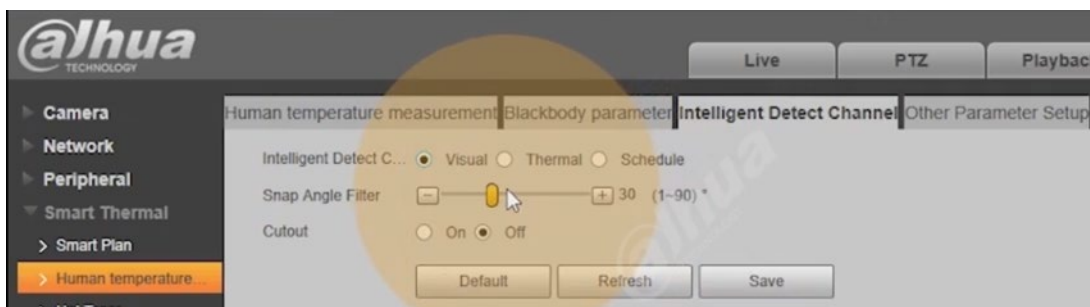 alhua
TECHNOLOGY
Live PTZ Playbac
Camera
Network
Peripheral
Smart Thermal
Smart Plan
Human temperature...
Human temperature measurement Blackbody parameter Intelligent Detect Channel Other Parameter Setup
Intelligent Detect C... Visual Thermal Schedule
Snap Angle Filter - + 30 (1~90) *
Cutout On Off
Default Refresh Save
alhua